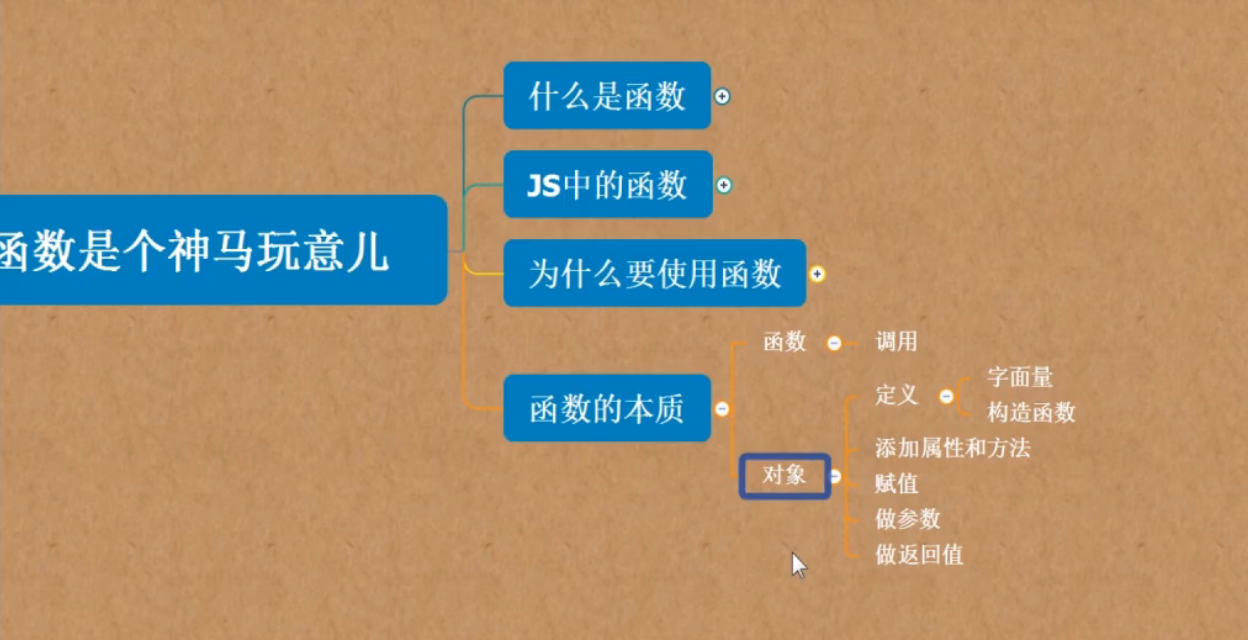 什么是函数
JS中的函数
函数是个神马玩意儿
为什么要使用函数
函数的本质
函数
调用
对象
定义
字面量
构造函数
添加属性和方法
赋值
做参数
做返回值